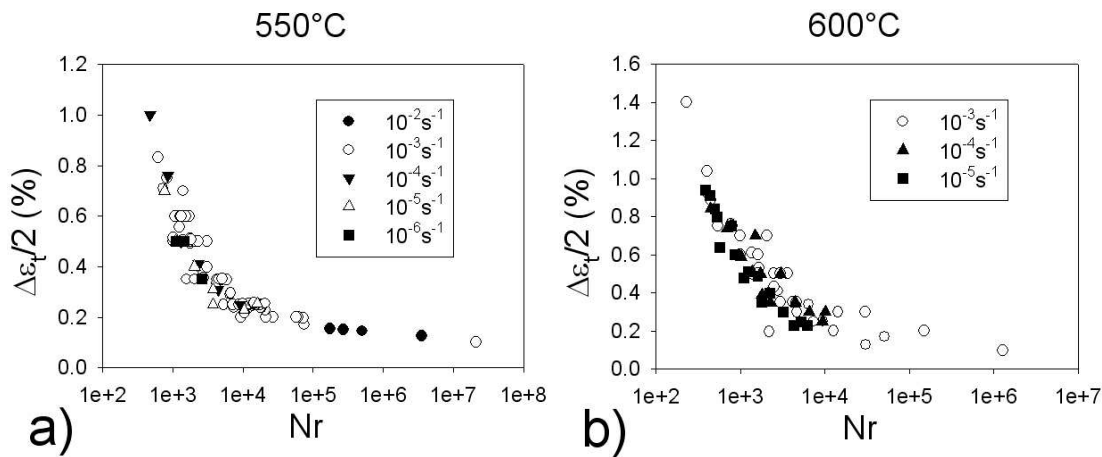 550°C
1.2
1.0
0.8
0.6
0.4
0.2
0.0
Δεt/2 (%)
10⁻²s⁻¹
10⁻³s⁻¹
10⁻⁴s⁻¹
10⁻⁵s⁻¹
10⁻⁶s⁻¹
1e+2 1e+3 1e+4 1e+5 1e+6 1e+7 1e+8
Nr
a)
600°C
1.6
1.4
1.2
1.0
0.8
0.6
0.4
0.2
0.0
Δεt/2 (%)
10⁻³s⁻¹
10⁻⁴s⁻¹
10⁻⁵s⁻¹
1e+2 1e+3 1e+4 1e+5 1e+6 1e+7
Nr
b)